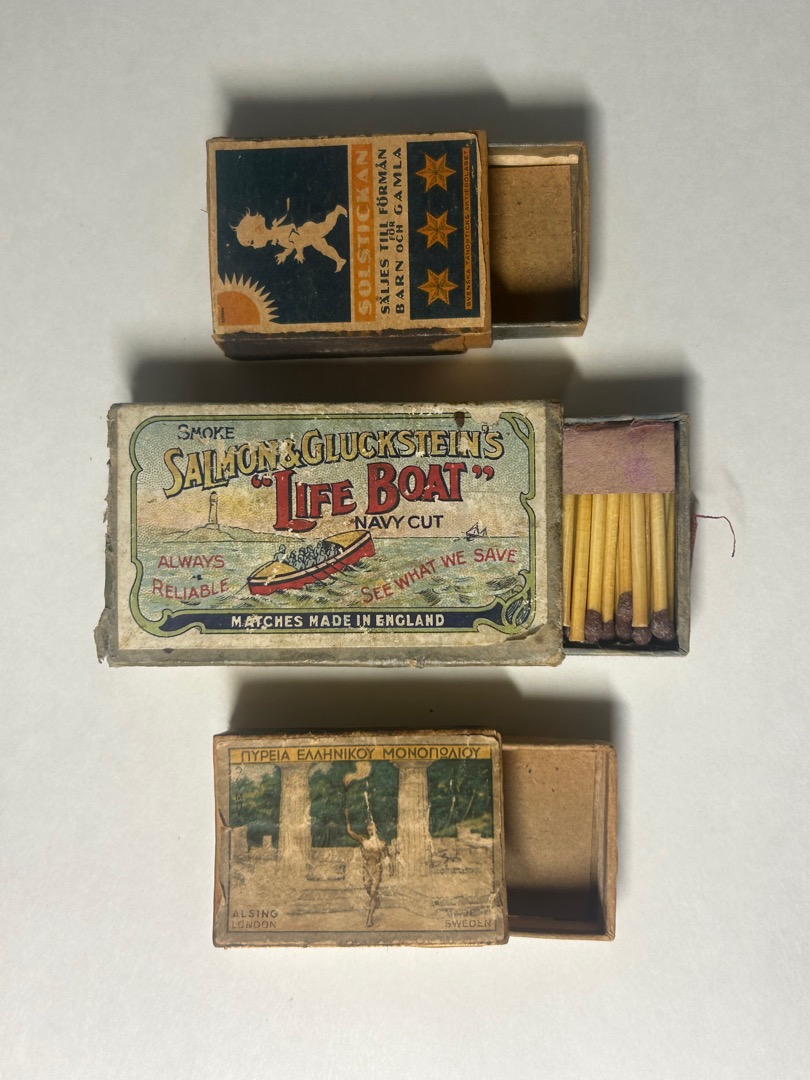 SOLSTICKAN
SÄLJES TILL FÖRMÅN
FÖR
BARN OCH GAMLA
SVENSKA TÄNDSTICKS AKTIEBOLAGET
SMOKE
SALMON & GLUCKSTEIN'S
"LIFE BOAT"
NAVY CUT
ALWAYS
RELIABLE
SEE WHAT WE SAVE
MATCHES MADE IN ENGLAND
ΠΥΡΕΙΑ ΕΛΛΗΝΙΚΟΥ ΜΟΝΟΠΩΛΙΟΥ
ALSING
LONDON
SWEDEN